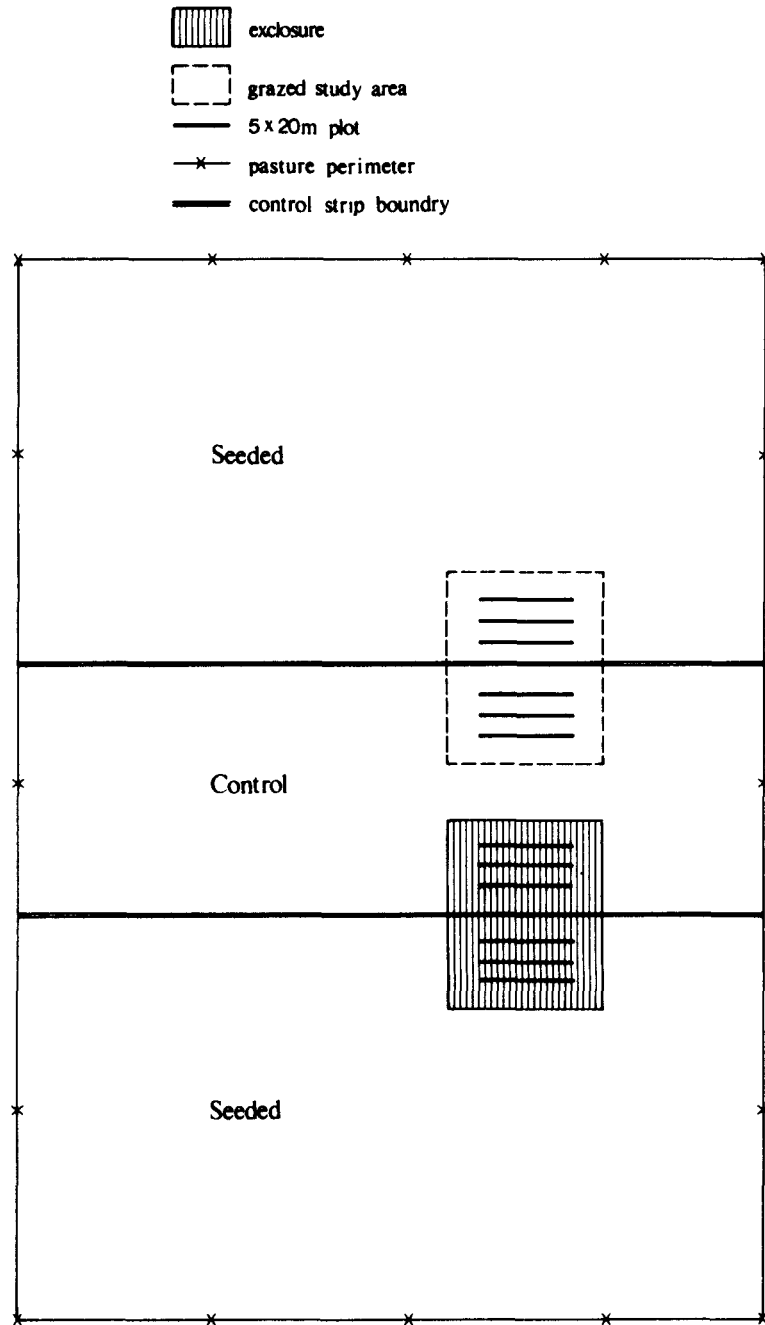 exclosure
grazed study area
5 x 20m plot
pasture perimeter
control strip boundry
Seeded
Control
Seeded